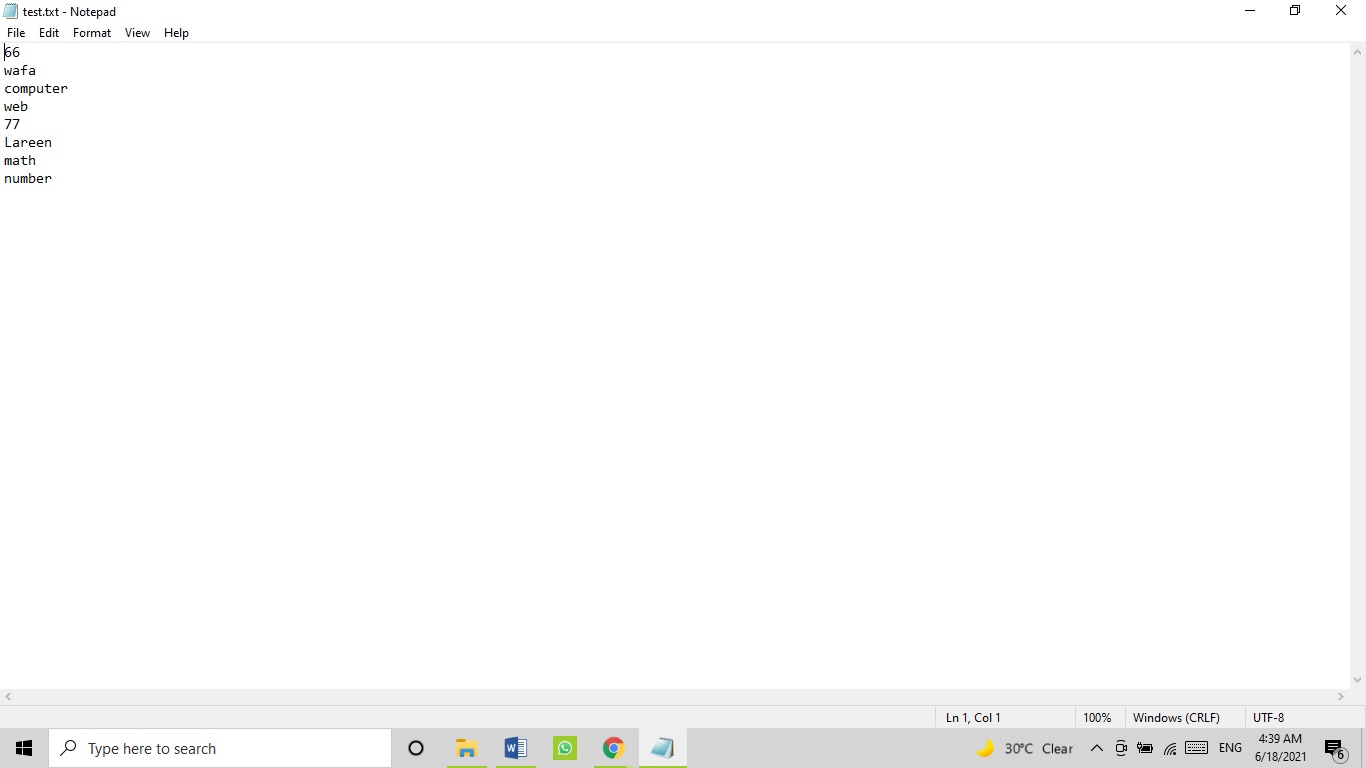 test.txt - Notepad
File Edit Format View Help
66
wafa
computer
web
77
Lareen
math
number
Ln 1, Col 1 100% Windows (CRLF) UTF-8
Type here to search 30°C Clear ENG 4:39 AM
6/18/2021 6